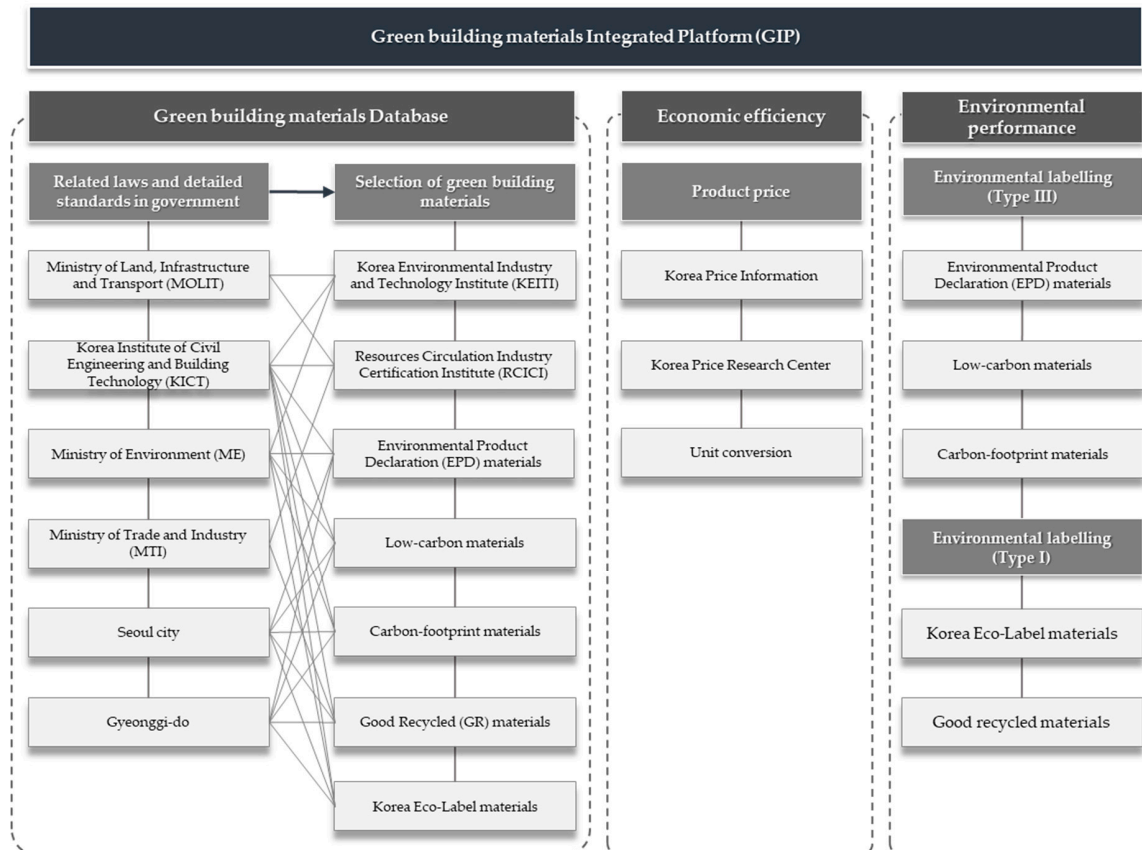 Green building materials Integrated Platform (GIP)
Green building materials Database
Related laws and detailed
standards in government
Ministry of Land, Infrastructure
and Transport (MOLIT)
Korea Institute of Civil
Engineering and Building
Technology (KICT)
Ministry of Environment (ME)
Ministry of Trade and Industry
(MTI)
Seoul city
Gyeonggi-do
Selection of green building
materials
Korea Environmental Industry
and Technology Institute (KEITI)
Resources Circulation Industry
Certification Institute (RCICI)
Environmental Product
Declaration (EPD) materials
Low-carbon materials
Carbon-footprint materials
Good Recycled (GR) materials
Korea Eco-Label materials
Economic efficiency
Product price
Korea Price Information
Korea Price Research Center
Unit conversion
Environmental
performance
Environmental labelling
(Type III)
Environmental Product
Declaration (EPD) materials
Low-carbon materials
Carbon-footprint materials
Environmental labelling
(Type I)
Korea Eco-Label materials
Good recycled materials